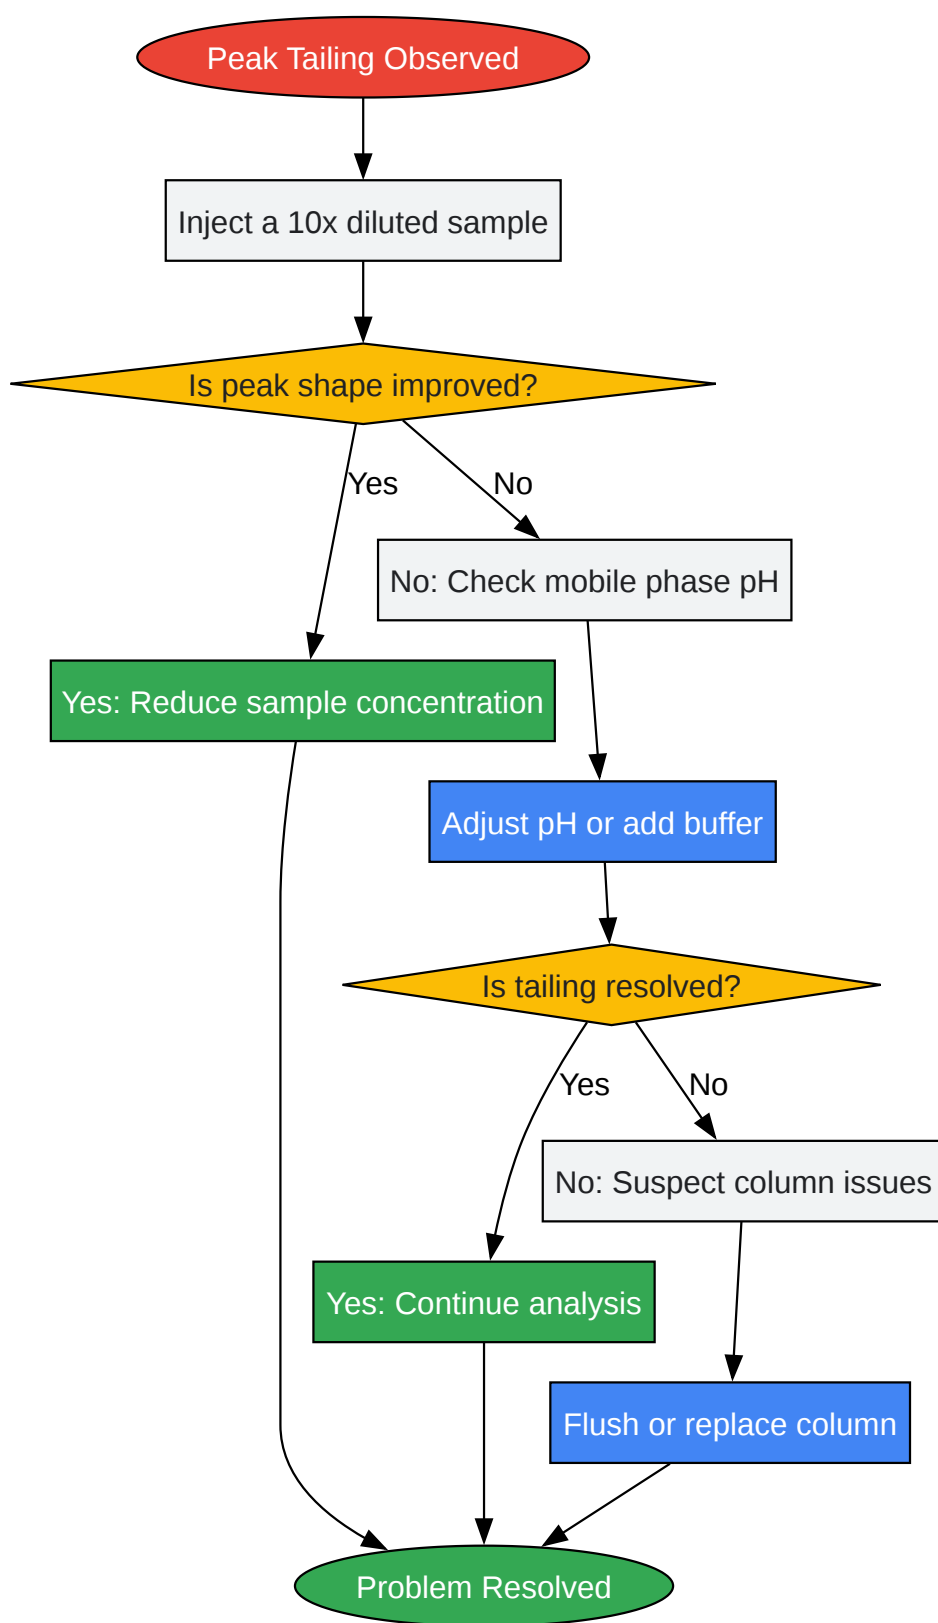 Peak Tailing Observed
Inject a 10x diluted sample
Is peak shape improved?
Yes
No
No: Check mobile phase pH
Yes: Reduce sample concentration
Adjust pH or add buffer
Is tailing resolved?
Yes
No
No: Suspect column issues
Yes: Continue analysis
Flush or replace column
Problem Resolved